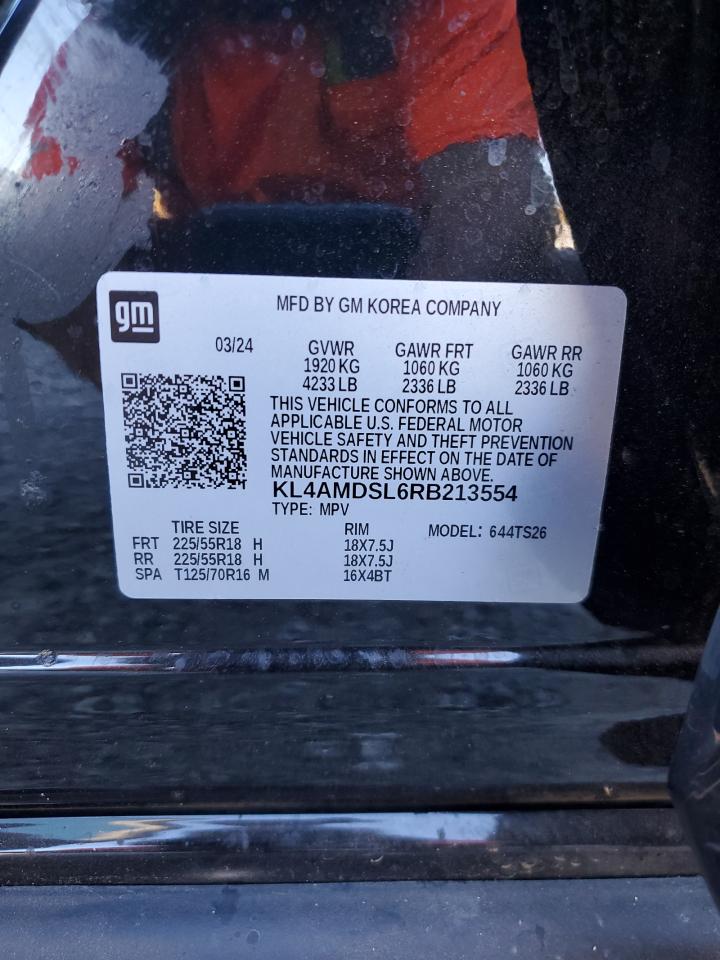 gm
MFD BY GM KOREA COMPANY
03/24 GVWR GAWR FRT GAWR RR
1920 KG 1060 KG 1060 KG
4233 LB 2336 LB 2336 LB
THIS VEHICLE CONFORMS TO ALL
APPLICABLE U.S. FEDERAL MOTOR
VEHICLE SAFETY AND THEFT PREVENTION
STANDARDS IN EFFECT ON THE DATE OF
MANUFACTURE SHOWN ABOVE.
KL4AMDSL6RB213554
TYPE: MPV
TIRE SIZE RIM MODEL: 644TS26
FRT 225/55R18 H 18X7.5J
RR 225/55R18 H 18X7.5J
SPA T125/70R16 M 16X4BT